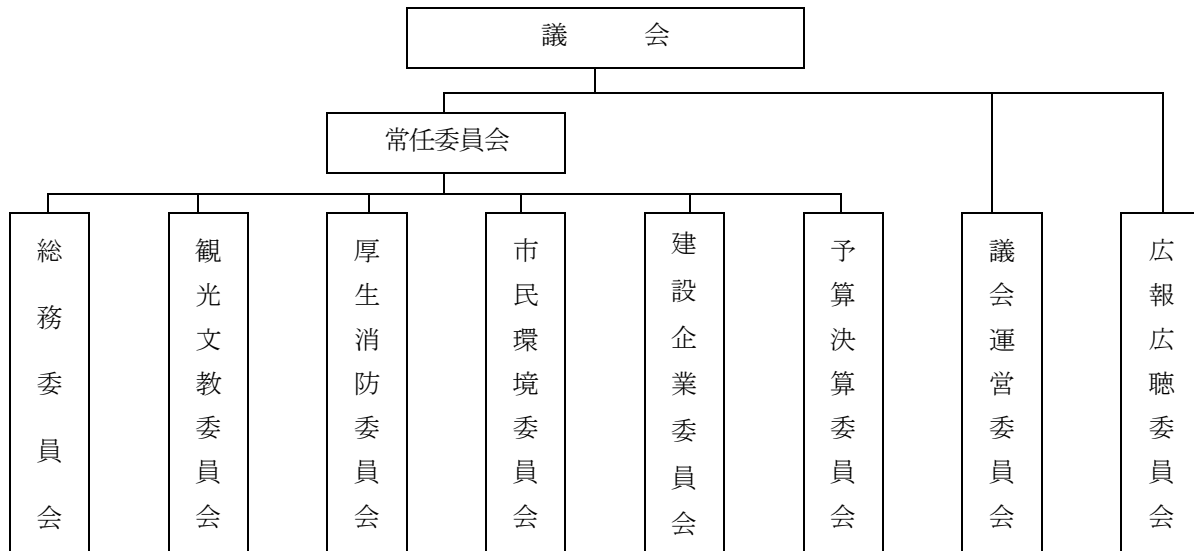 議　会
常任委員会
総務委員会
観光文教委員会
厚生消防委員会
市民環境委員会
建設企業委員会
予算決算委員会
議会運営委員会
広報広聴委員会